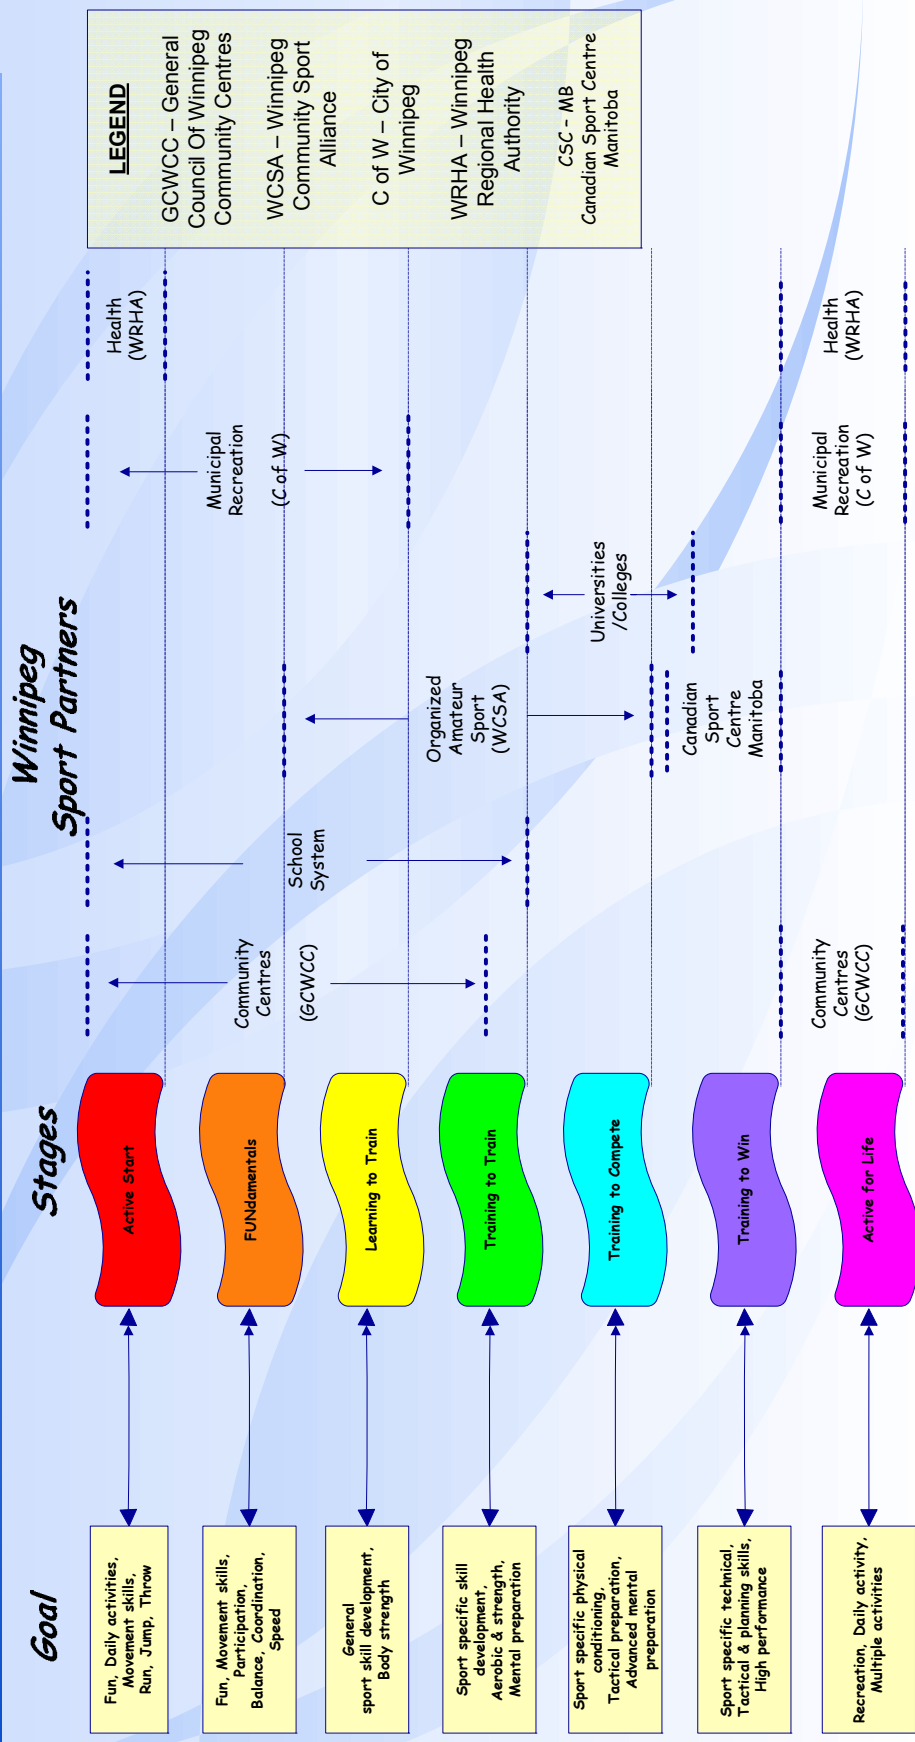 Goal
Stages
Winnipeg
Sport Partners
Fun, Daily activities,
Movement skills,
Run, Jump, Throw
Active Start
FUNdamentals
Fun, Movement skills,
Participation,
Balance, Coordination,
Speed
General
sport skill development,
Body strength
Learning to Train
Sport specific skill
development,
Aerobic & strength,
Mental preparation
Training to Train
Sport specific physical
conditioning,
Tactical preparation,
Advanced mental
preparation
Training to Compete
Sport specific technical,
Tactical & planning skills,
High performance
Training to Win
Recreation, Daily activity,
Multiple activities
Active for Life
Community
Centres
(GCWCC)
School
System
Organized
Amateur
Sport
(WCSA)
Universities
/Colleges
Municipal
Recreation
(C of W)
Health
(WRHA)
Canadian
Sport
Centre
Manitoba
Community
Centres
(GCWCC)
Municipal
Recreation
(C of W)
Health
(WRHA)
LEGEND
GCWCC – General
Council Of Winnipeg
Community Centres
WCSA – Winnipeg
Community Sport
Alliance
C of W – City of
Winnipeg
WRHA – Winnipeg
Regional Health
Authority
CSC - MB
Canadian Sport Centre
Manitoba